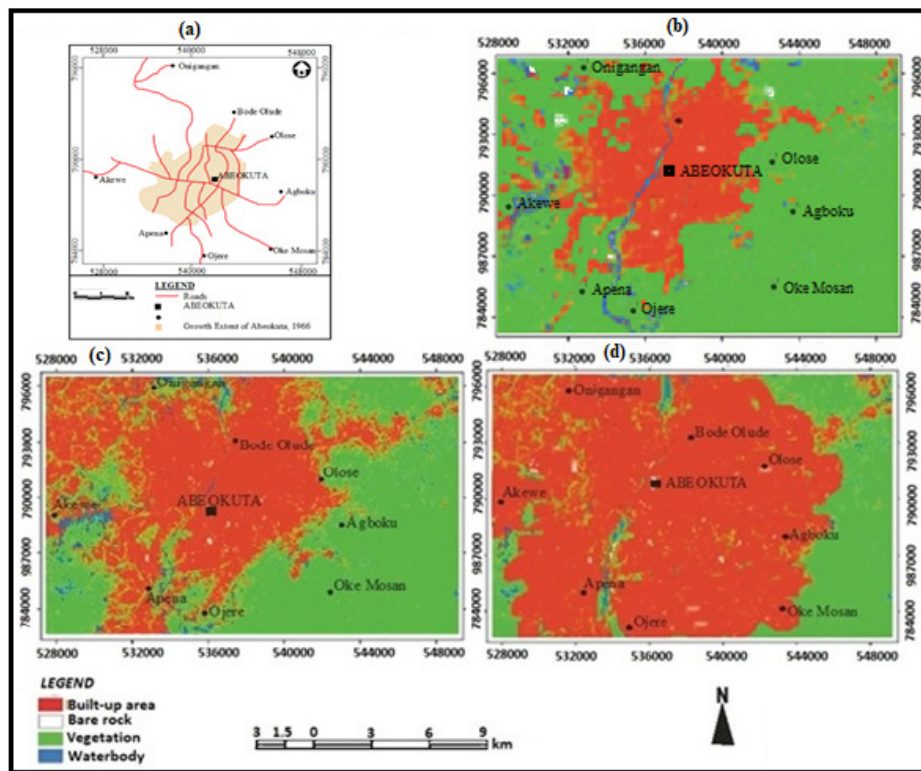 (a)
528000 540000 548000
796000
790000
784000
796000
790000
784000
Onigangan
Bode Olude
Olose
ABEOKUTA
Akewe
Agboku
Apena
Oke Mosan
Ojere
528000 540000 548000
LEGEND
Roads
ABEOKUTA
Growth Extent of Abeokuta, 1966
(b)
528000 532000 536000 540000 544000 548000
796000
793000
790000
987000
784000
Onigangan
Olose
ABEOKUTA
Akewe
Agboku
Apena
Oke Mosan
Ojere
(c)
528000 532000 536000 540000 544000 548000
796000
793000
790000
987000
784000
Onigangan
Bode Olude
Olose
ABEOKUTA
Akewe
Agboku
Apena
Oke Mosan
Ojere
528000 532000 536000 540000 544000 548000
(d)
528000 532000 536000 540000 544000 548000
796000
793000
790000
987000
784000
Onigangan
Bode Olude
Olose
ABEOKUTA
Akewe
Agboku
Apena
Oke Mosan
Ojere
528000 532000 536000 540000 544000 548000
LEGEND
Built-up area
Bare rock
Vegetation
Waterbody
3 1.5 0 3 6 9
km
N